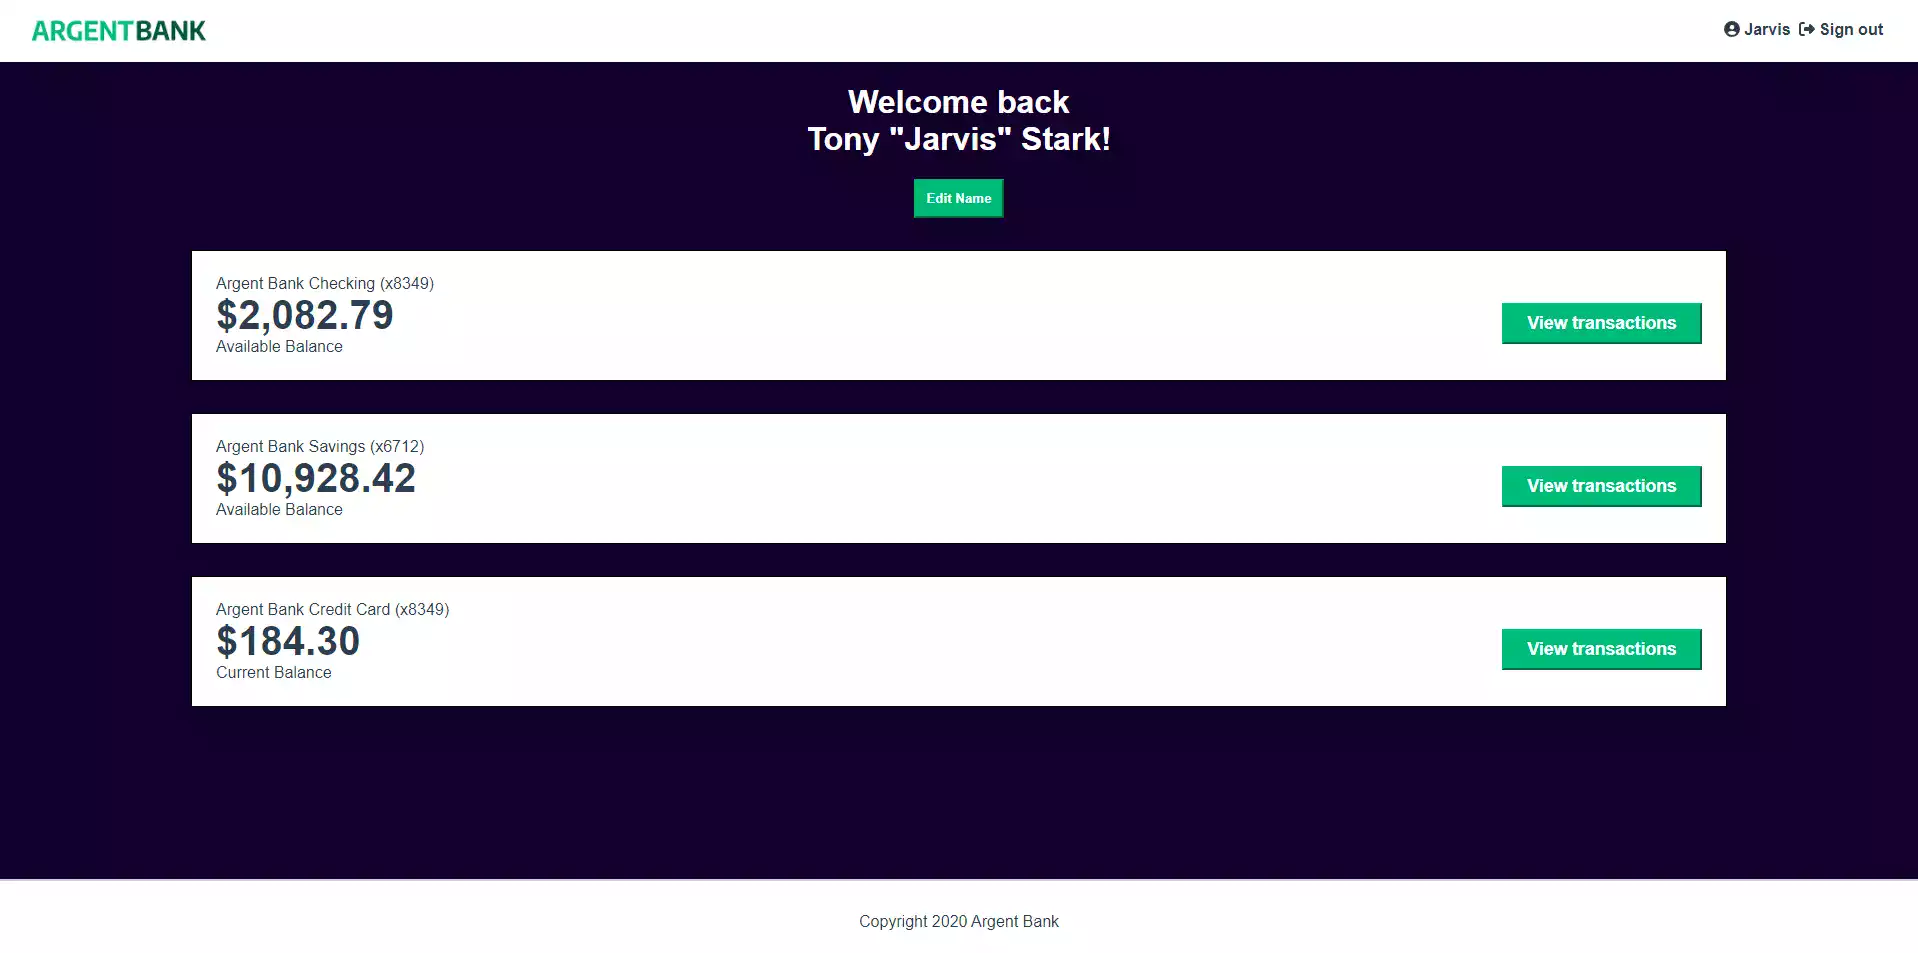 ARGENTBANK
Jarvis Sign out
Welcome back
Tony "Jarvis" Stark!
Edit Name
Argent Bank Checking (x8349)
$2,082.79
Available Balance
View transactions
Argent Bank Savings (x6712)
$10,928.42
Available Balance
View transactions
Argent Bank Credit Card (x8349)
$184.30
Current Balance
View transactions
Copyright 2020 Argent Bank